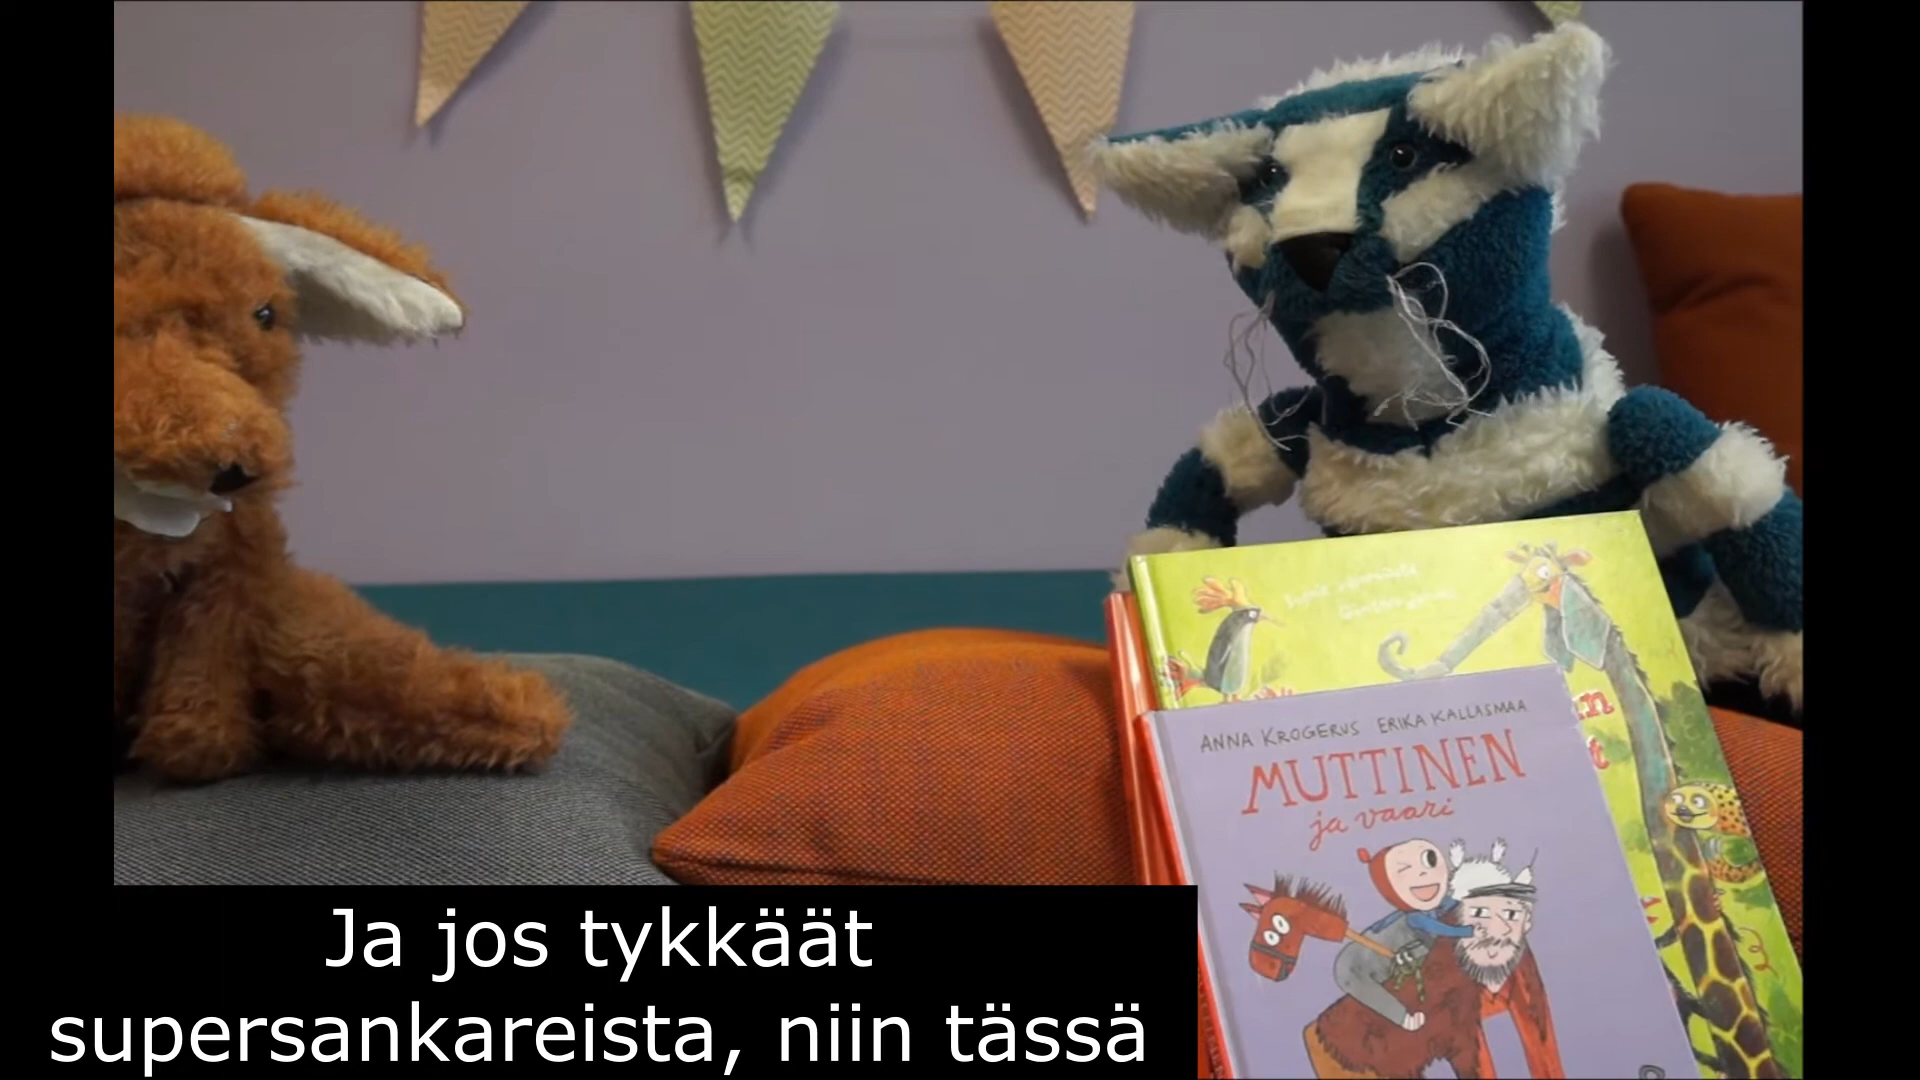 ANNA KROGERUS ERIKA KALLASMAA
MUTTINEN
ja vaari
Ja jos tykkäät
supersankareista, niin tässä